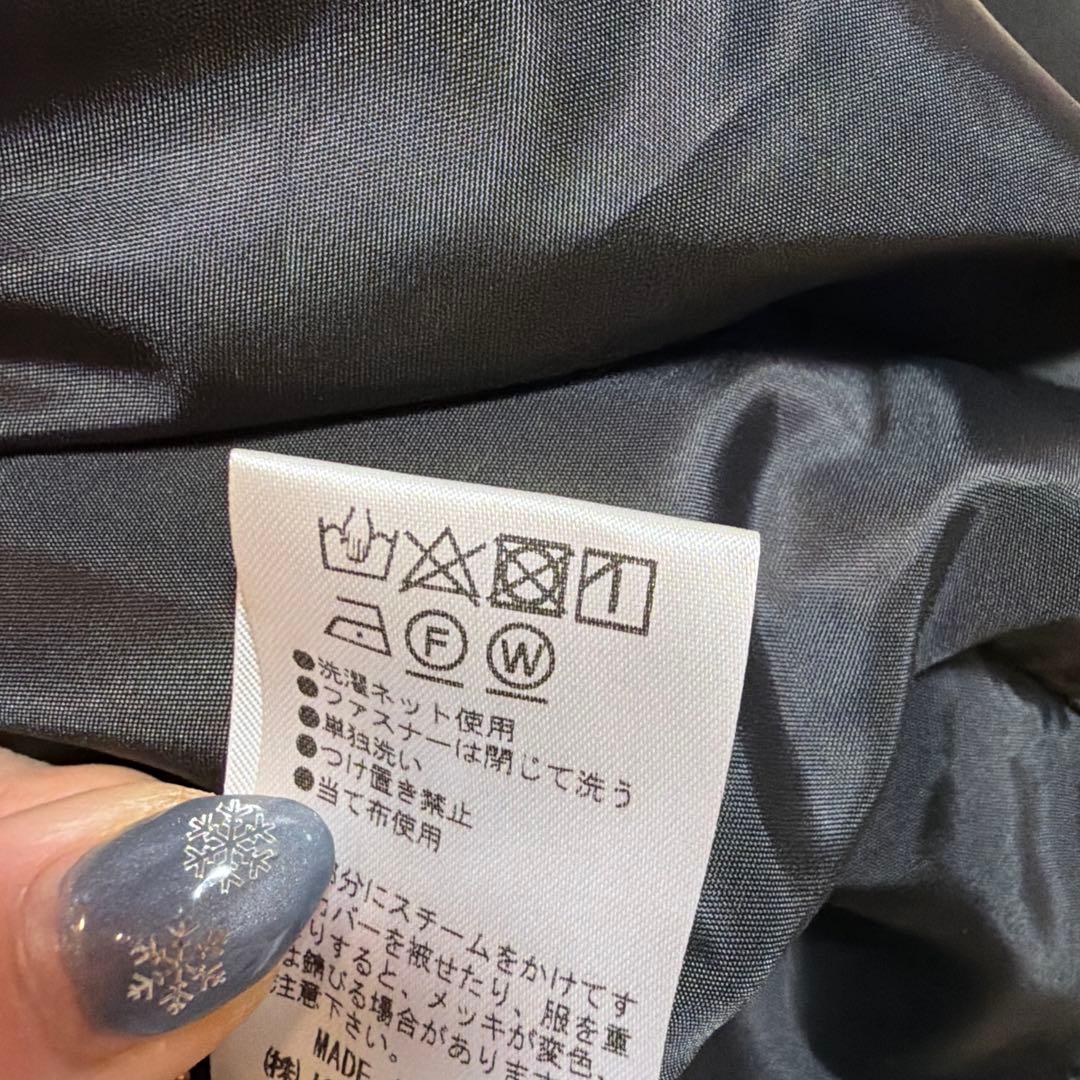 F W
●洗濯ネット使用
●ファスナーは閉じて洗う
●単独洗い
●つけ置き禁止
●当て布使用
部分にスチームをかけてす
カバーを被せたり、服を重
りすると、メッキが変色、
は錆びる場合があります
注意下さい。
MADE
(株)